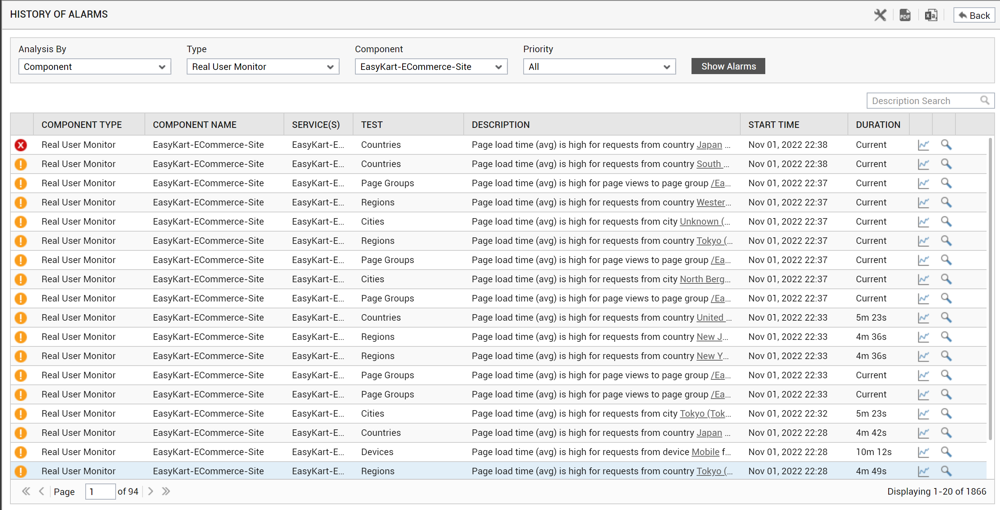 HISTORY OF ALARMS
PDF
Back
Analysis By Type Component Priority
Component Real User Monitor EasyKart-ECommerce-Site All Show Alarms
Description Search
COMPONENT TYPE COMPONENT NAME SERVICE(S) TEST DESCRIPTION START TIME DURATION
Real User Monitor EasyKart-ECommerce-Site EasyKart-E... Countries Page load time (avg) is high for requests from country Japan ... Nov 01, 2022 22:38 Current
Real User Monitor EasyKart-ECommerce-Site EasyKart-E... Countries Page load time (avg) is high for requests from country South ... Nov 01, 2022 22:38 Current
Real User Monitor EasyKart-ECommerce-Site EasyKart-E... Page Groups Page load time (avg) is high for page views to page group /Ea... Nov 01, 2022 22:37 Current
Real User Monitor EasyKart-ECommerce-Site EasyKart-E... Regions Page load time (avg) is high for requests from country Wester... Nov 01, 2022 22:37 Current
Real User Monitor EasyKart-ECommerce-Site EasyKart-E... Cities Page load time (avg) is high for requests from city Unknown (... Nov 01, 2022 22:37 Current
Real User Monitor EasyKart-ECommerce-Site EasyKart-E... Regions Page load time (avg) is high for requests from country Tokyo (... Nov 01, 2022 22:37 Current
Real User Monitor EasyKart-ECommerce-Site EasyKart-E... Page Groups Page load time (avg) is high for page views to page group /Ea... Nov 01, 2022 22:37 Current
Real User Monitor EasyKart-ECommerce-Site EasyKart-E... Cities Page load time (avg) is high for requests from city North Berg... Nov 01, 2022 22:37 Current
Real User Monitor EasyKart-ECommerce-Site EasyKart-E... Page Groups Page load time (avg) is high for page views to page group /Ea... Nov 01, 2022 22:37 Current
Real User Monitor EasyKart-ECommerce-Site EasyKart-E... Countries Page load time (avg) is high for requests from country United ... Nov 01, 2022 22:33 5m 23s
Real User Monitor EasyKart-ECommerce-Site EasyKart-E... Regions Page load time (avg) is high for requests from country New J... Nov 01, 2022 22:33 4m 36s
Real User Monitor EasyKart-ECommerce-Site EasyKart-E... Regions Page load time (avg) is high for requests from country New Y... Nov 01, 2022 22:33 4m 36s
Real User Monitor EasyKart-ECommerce-Site EasyKart-E... Page Groups Page load time (avg) is high for page views to page group /Ea... Nov 01, 2022 22:33 Current
Real User Monitor EasyKart-ECommerce-Site EasyKart-E... Page Groups Page load time (avg) is high for page views to page group /Ea... Nov 01, 2022 22:33 Current
Real User Monitor EasyKart-ECommerce-Site EasyKart-E... Cities Page load time (avg) is high for requests from city Tokyo (Tok... Nov 01, 2022 22:32 5m 23s
Real User Monitor EasyKart-ECommerce-Site EasyKart-E... Countries Page load time (avg) is high for requests from country Japan ... Nov 01, 2022 22:28 4m 42s
Real User Monitor EasyKart-ECommerce-Site EasyKart-E... Devices Page load time (avg) is high for requests from device Mobile f... Nov 01, 2022 22:28 10m 12s
Real User Monitor EasyKart-ECommerce-Site EasyKart-E... Regions Page load time (avg) is high for requests from country Tokyo (... Nov 01, 2022 22:28 4m 49s
Page 1 of 94 Displaying 1-20 of 1866